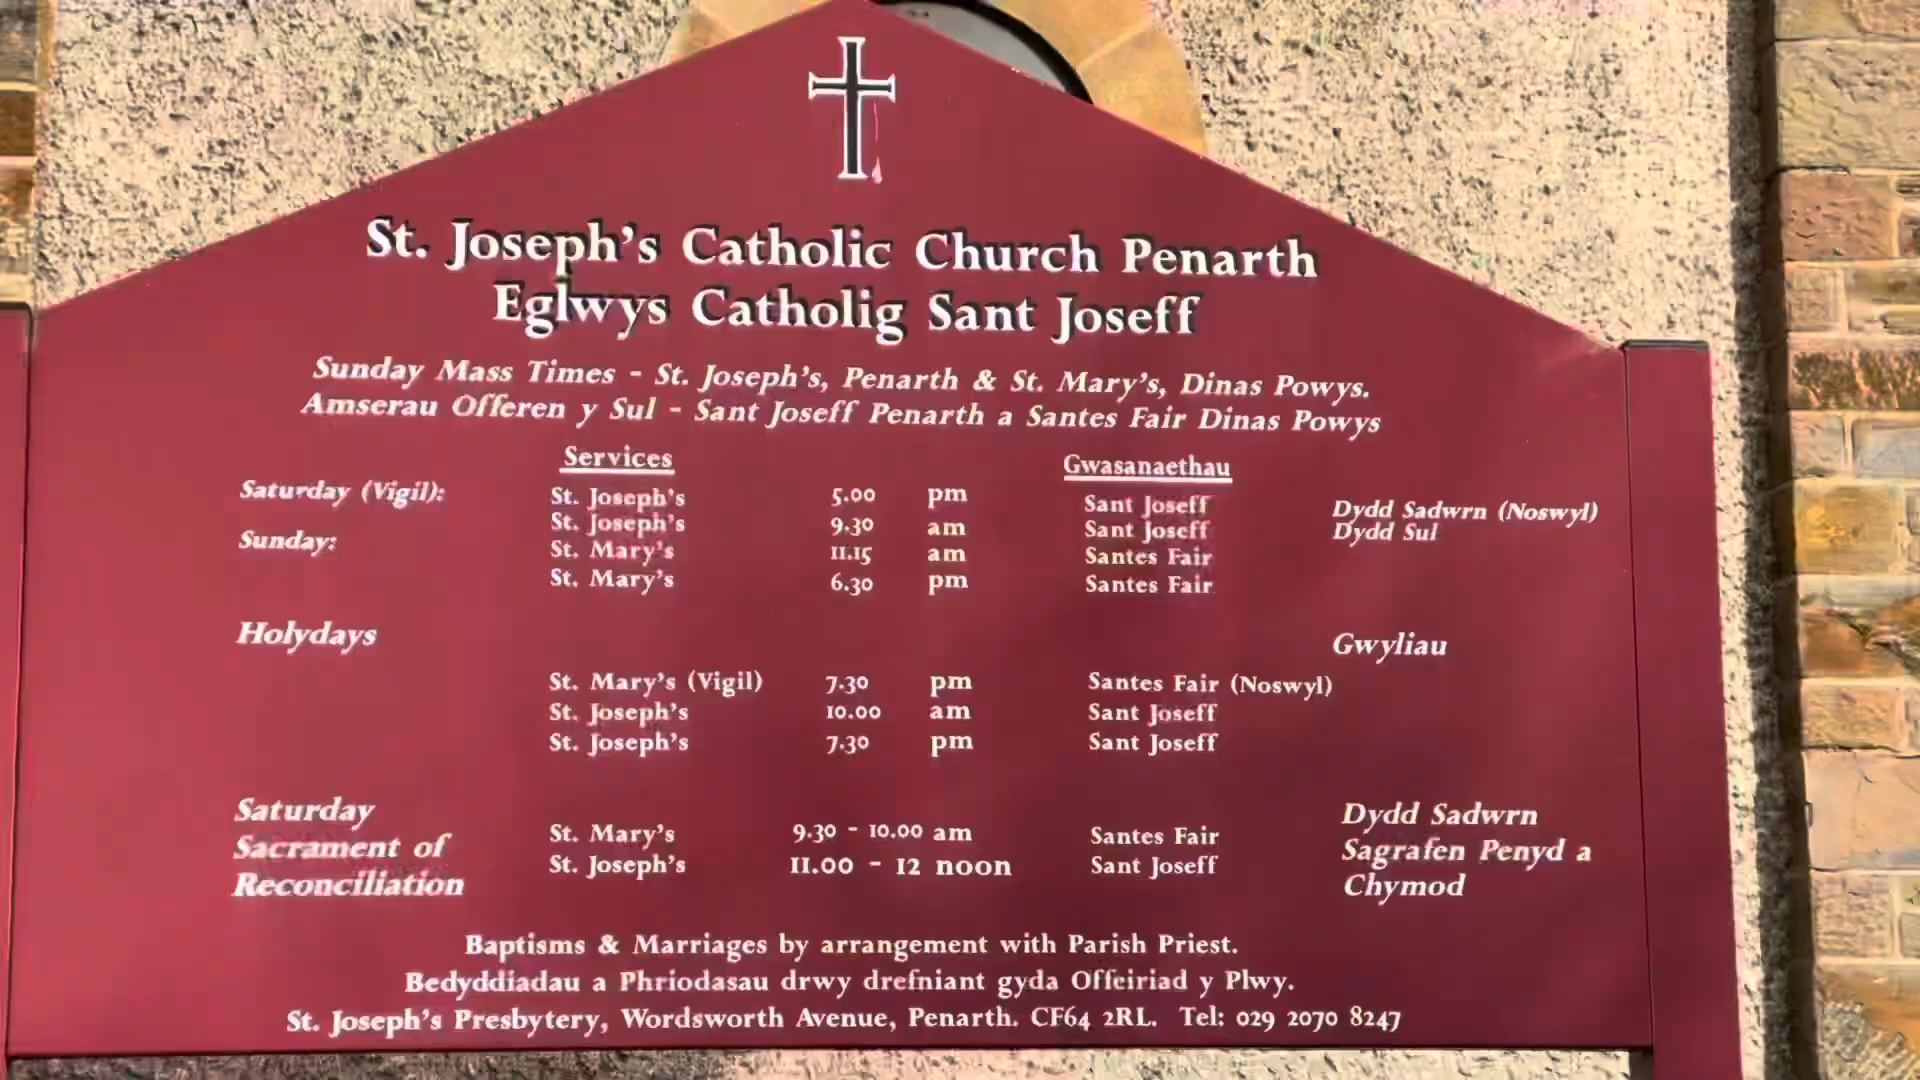 St. Joseph's Catholic Church Penarth
Eglwys Catholig Sant Joseff
Sunday Mass Times - St. Joseph's, Penarth & St. Mary's, Dinas Powys.
Amserau Offeren y Sul - Sant Joseff Penarth a Santes Fair Dinas Powys
Services Gwasanaethau
Saturday (Vigil): St. Joseph's 5.00 pm Sant Joseff Dydd Sadwrn (Noswyl)
St. Joseph's 9.30 am Sant Joseff Dydd Sul
Sunday: St. Mary's 11.15 am Santes Fair
St. Mary's 6.30 pm Santes Fair
Holydays Gwyliau
St. Mary's (Vigil) 7.30 pm Santes Fair (Noswyl)
St. Joseph's 10.00 am Sant Joseff
St. Joseph's 7.30 pm Sant Joseff
Saturday Dydd Sadwrn
Sacrament of St. Mary's 9.30 - 10.00 am Santes Fair Sagrafen Penyd a
Reconciliation St. Joseph's 11.00 - 12 noon Sant Joseff Chymod
Baptisms & Marriages by arrangement with Parish Priest.
Bedyddiadau a Phriodasau drwy drefniant gyda Offeiriad y Plwy.
St. Joseph's Presbytery, Wordsworth Avenue, Penarth. CF64 2RL. Tel: 029 2070 8247